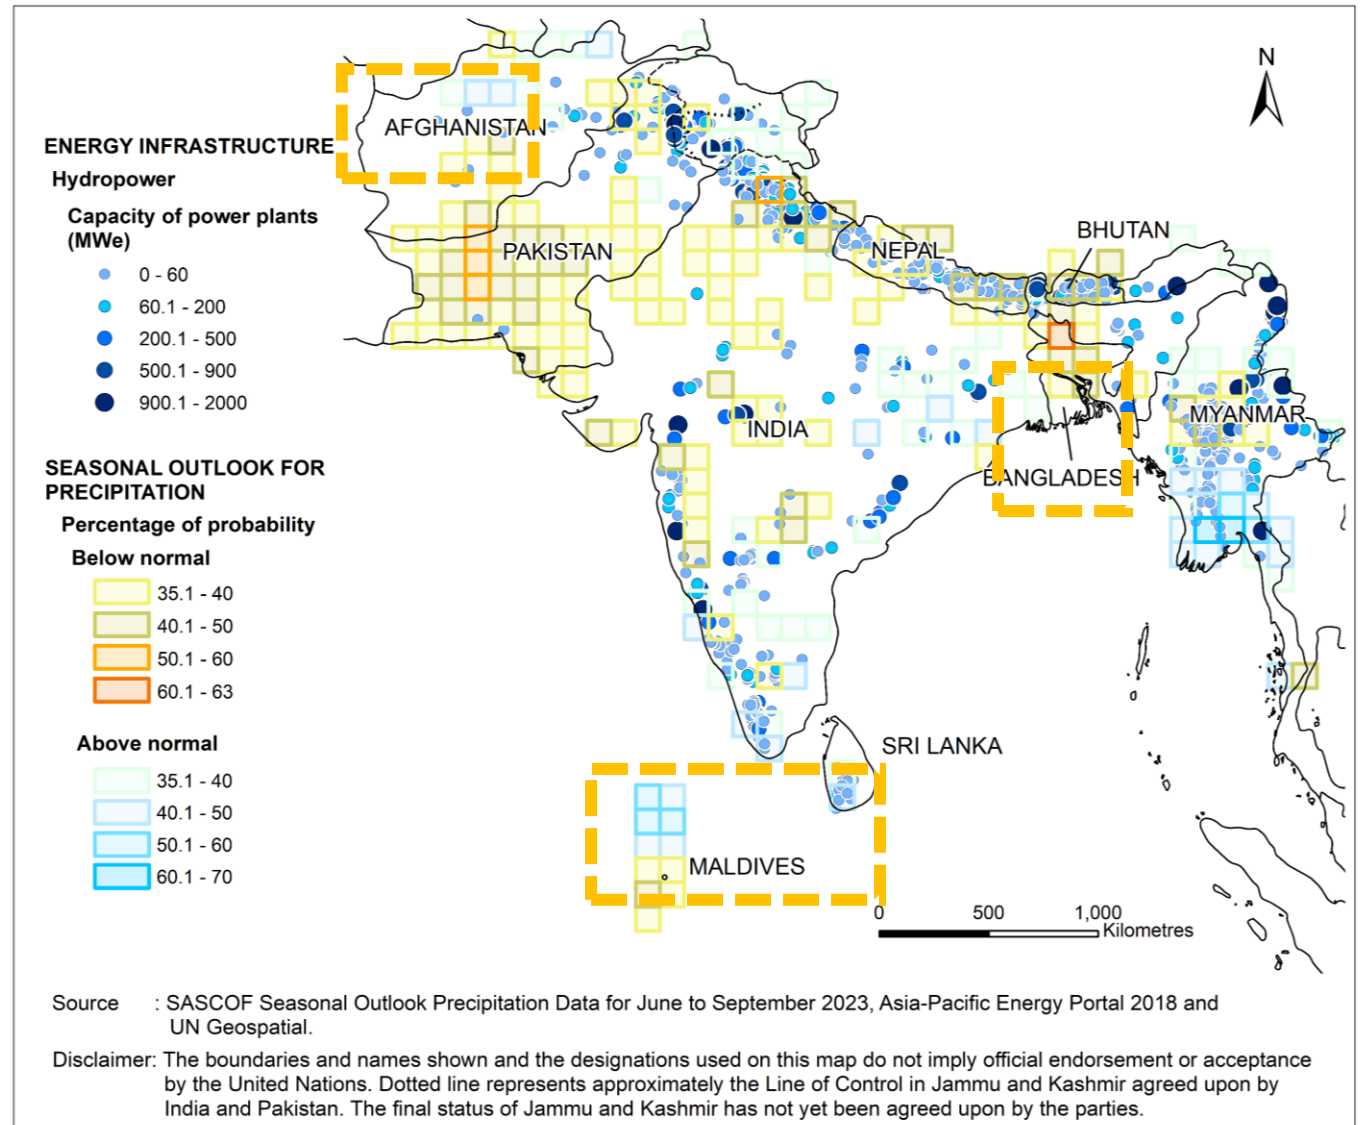 ENERGY INFRASTRUCTURE
Hydropower
Capacity of power plants
(MWe)
0 - 60
60.1 - 200
200.1 - 500
500.1 - 900
900.1 - 2000
SEASONAL OUTLOOK FOR
PRECIPITATION
Percentage of probability
Below normal
35.1 - 40
40.1 - 50
50.1 - 60
60.1 - 63
Above normal
35.1 - 40
40.1 - 50
50.1 - 60
60.1 - 70
N
AFGHANISTAN
PAKISTAN
NEPAL
BHUTAN
INDIA
MYANMAR
BANGLADESH
SRI LANKA
MALDIVES
0 500 1,000
Kilometres
Source : SASCOF Seasonal Outlook Precipitation Data for June to September 2023, Asia-Pacific Energy Portal 2018 and
UN Geospatial.
Disclaimer: The boundaries and names shown and the designations used on this map do not imply official endorsement or acceptance
by the United Nations. Dotted line represents approximately the Line of Control in Jammu and Kashmir agreed upon by
India and Pakistan. The final status of Jammu and Kashmir has not yet been agreed upon by the parties.